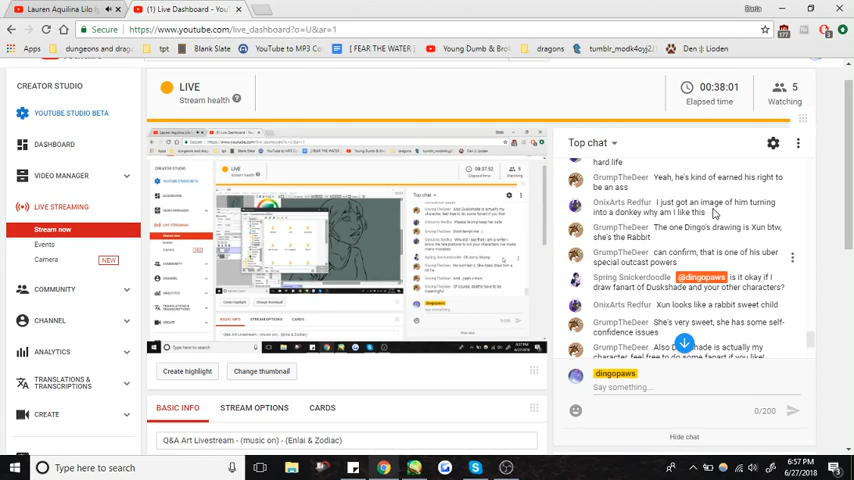 Lauren Aquilina Lilo
(1) Live Dashboard - You
Daria
Secure
https://www.youtube.com/live_dashboard?o=U&ar=1
Apps
dungeons and drago
tpt
Blank Slate
YouTube to MP3 Co
[ FEAR THE WATER ]
Young Dumb & Bro
dragons
tumblr_modk4oyj2
Den ¦ Lioden
177
CREATOR STUDIO
YOUTUBE STUDIO BETA
DASHBOARD
VIDEO MANAGER
LIVE STREAMING
Stream now
Events
Camera
NEW
COMMUNITY
CHANNEL
ANALYTICS
TRANSLATIONS &
TRANSCRIPTIONS
CREATE
LIVE
Stream health
00:38:01
Elapsed time
5
Watching
Create highlight
Change thumbnail
BASIC INFO
STREAM OPTIONS
CARDS
Q&A Art Livestream - (music on) - (Enlai & Zodiac)
Top chat
hard life
GrumpTheDeer Yeah, he's kind of earned his right to
be an ass
OnixArts Redfur I just got an image of him turning
into a donkey why am I like this
GrumpTheDeer The one Dingo's drawing is Xun btw,
she's the Rabbit
GrumpTheDeer can confirm, that is one of his uber
special outcast powers
Spring Snickerdoodle @dingopaws is it okay if I
draw fanart of Duskshade and your other characters?
OnixArts Redfur Xun looks like a rabbit sweet child
GrumpTheDeer She's very sweet, she has some self-
confidence issues
GrumpTheDeer Also Duskshade is actually my
character, feel free to do some fanart if you like!
dingopaws
Say something...
0/200
Hide chat
Type here to search
6:57 PM
6/27/2018